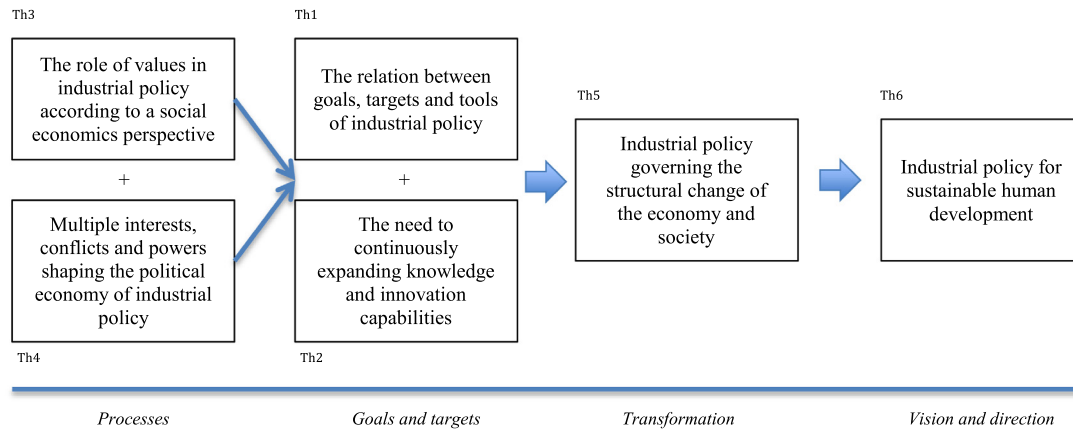 Th3
The role of values in
industrial policy
according to a social
economics perspective
+
Multiple interests,
conflicts and powers
shaping the political
economy of industrial
policy
Th4
Th1
The relation between
goals, targets and tools
of industrial policy
+
The need to
continuously
expanding knowledge
and innovation
capabilities
Th2
Th5
Industrial policy
governing the
structural change of
the economy and
society
Th6
Industrial policy for
sustainable human
development
Processes
Goals and targets
Transformation
Vision and direction